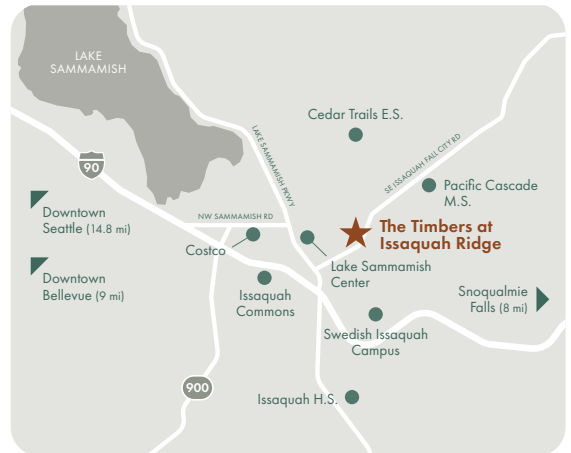 LAKE
SAMMAMISH
Cedar Trails E.S.
LAKE SAMMAMISH PKWY
SE ISSAQUAH FALL CITY RD
90
Pacific Cascade
M.S.
Downtown
Seattle (14.8 mi)
NW SAMMAMISH RD
The Timbers at
Issaquah Ridge
Costco
Lake Sammamish
Center
Downtown
Bellevue (9 mi)
Issaquah
Commons
Snoqualmie
Falls (8 mi)
Swedish Issaquah
Campus
900
Issaquah H.S.